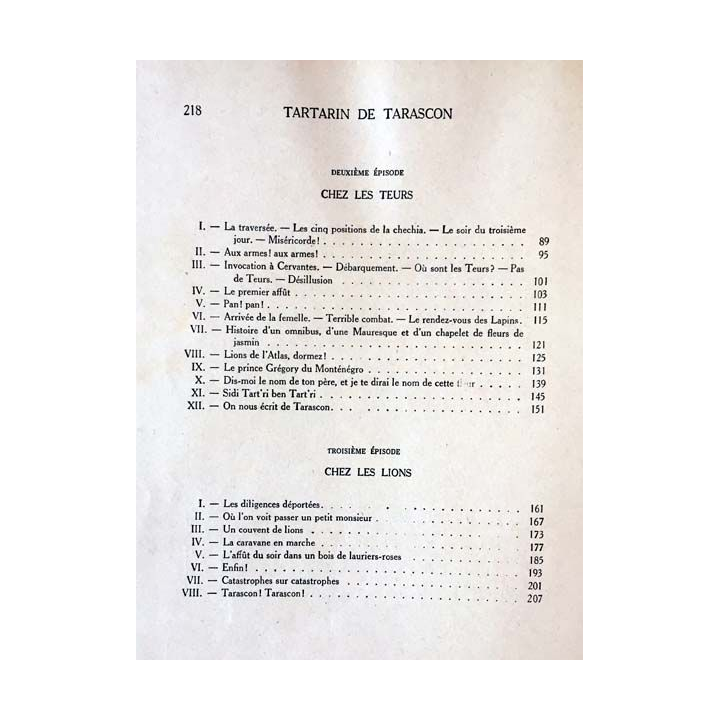 218 TARTARIN DE TARASCON
DEUXIÈME ÉPISODE
CHEZ LES TEURS
I. — La traversée. — Les cinq positions de la chechia. — Le soir du troisième
jour. — Miséricorde! . . . . . . . . . . . . . . . . . . . . 89
II. — Aux armes! aux armes! . . . . . . . . . . . . . . . . . . . . 95
III. — Invocation à Cervantes. — Débarquement. — Où sont les Teurs? — Pas
de Teurs. — Désillusion . . . . . . . . . . . . . . . . . . . . 101
IV. — Le premier affût . . . . . . . . . . . . . . . . . . . . 103
V. — Pan! pan! . . . . . . . . . . . . . . . . . . . . 111
VI. — Arrivée de la femelle. — Terrible combat. — Le rendez-vous des Lapins. 115
VII. — Histoire d'un omnibus, d'une Mauresque et d'un chapelet de fleurs de
jasmin . . . . . . . . . . . . . . . . . . . . 121
VIII. — Lions de l'Atlas, dormez! . . . . . . . . . . . . . . . . . . . . 125
IX. — Le prince Grégory du Monténégro . . . . . . . . . . . . . . . 131
X. — Dis-moi le nom de ton père, et je te dirai le nom de cette . . . . . 139
XI. — Sidi Tart'ri ben Tart'ri . . . . . . . . . . . . . . . . . . . . 145
XII. — On nous écrit de Tarascon. . . . . . . . . . . . . . . . . . . . 151
TROISIÈME ÉPISODE
CHEZ LES LIONS
I. — Les diligences déportées. . . . . . . . . . . . . . . . . . . . 161
II. — Où l'on voit passer un petit monsieur . . . . . . . . . . . . . . . 167
III. — Un couvent de lions . . . . . . . . . . . . . . . . . . . . 173
IV. — La caravane en marche . . . . . . . . . . . . . . . . . . . . 177
V. — L'affût du soir dans un bois de lauriers-roses . . . . . . . . . . 185
VI. — Enfin! . . . . . . . . . . . . . . . . . . . . 193
VII. — Catastrophes sur catastrophes . . . . . . . . . . . . . . . . . 201
VIII. — Tarascon! Tarascon! . . . . . . . . . . . . . . . . . . . . 207